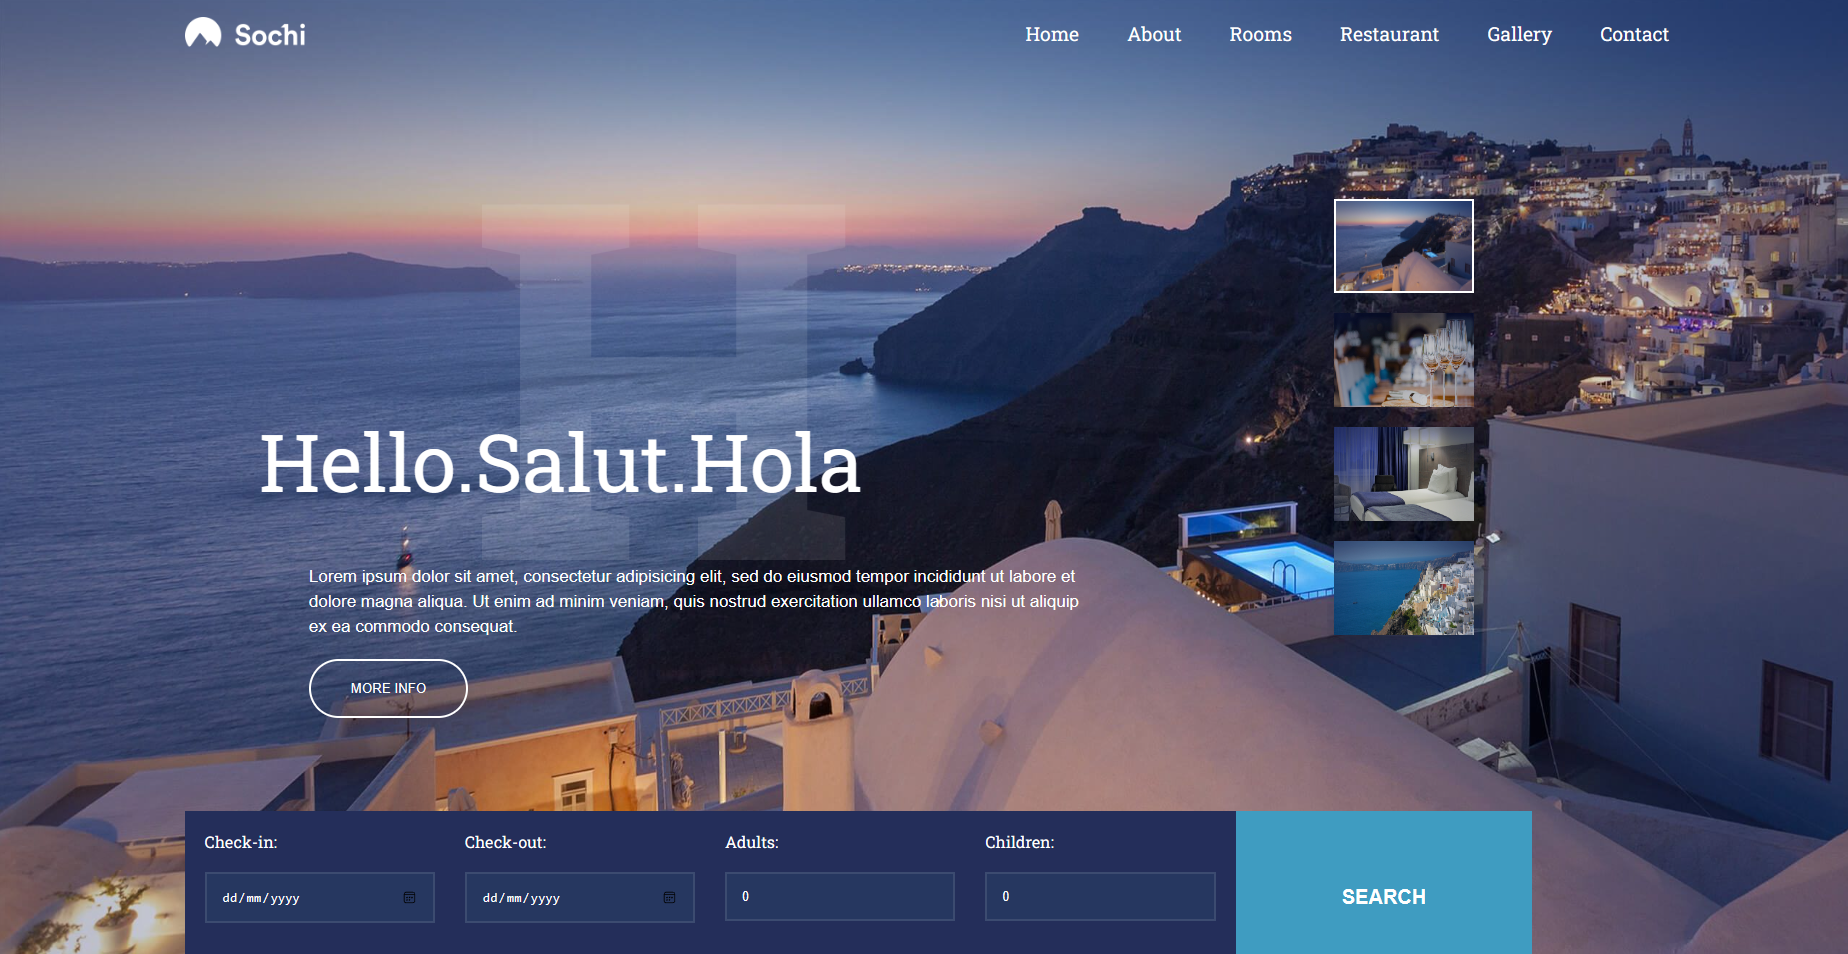 Sochi
Home About Rooms Restaurant Gallery Contact
H
Hello.Salut.Hola
Lorem ipsum dolor sit amet, consectetur adipisicing elit, sed do eiusmod tempor incididunt ut labore et
dolore magna aliqua. Ut enim ad minim veniam, quis nostrud exercitation ullamco laboris nisi ut aliquip
ex ea commodo consequat.
MORE INFO
Check-in: Check-out: Adults: Children:
dd/mm/yyyy dd/mm/yyyy 0 0
SEARCH